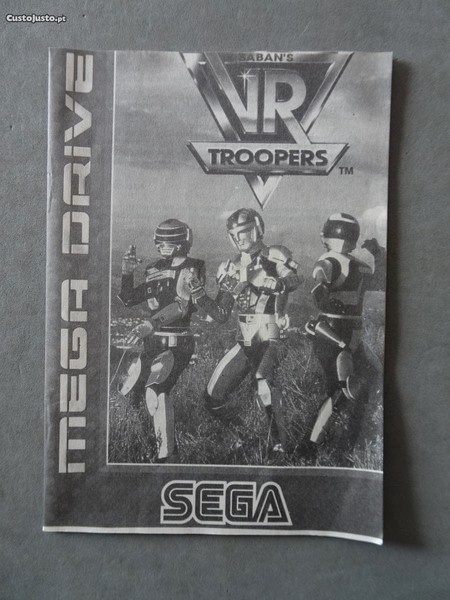 CustoJusto.pt
MEGA DRIVE
SABAN'S
VR
TROOPERS
TM
SEGA